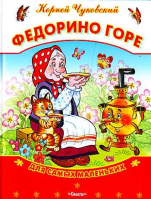 Корней Чуковский
ФЕДОРИНО ГОРЕ
ДЛЯ САМЫХ МАЛЕНЬКИХ